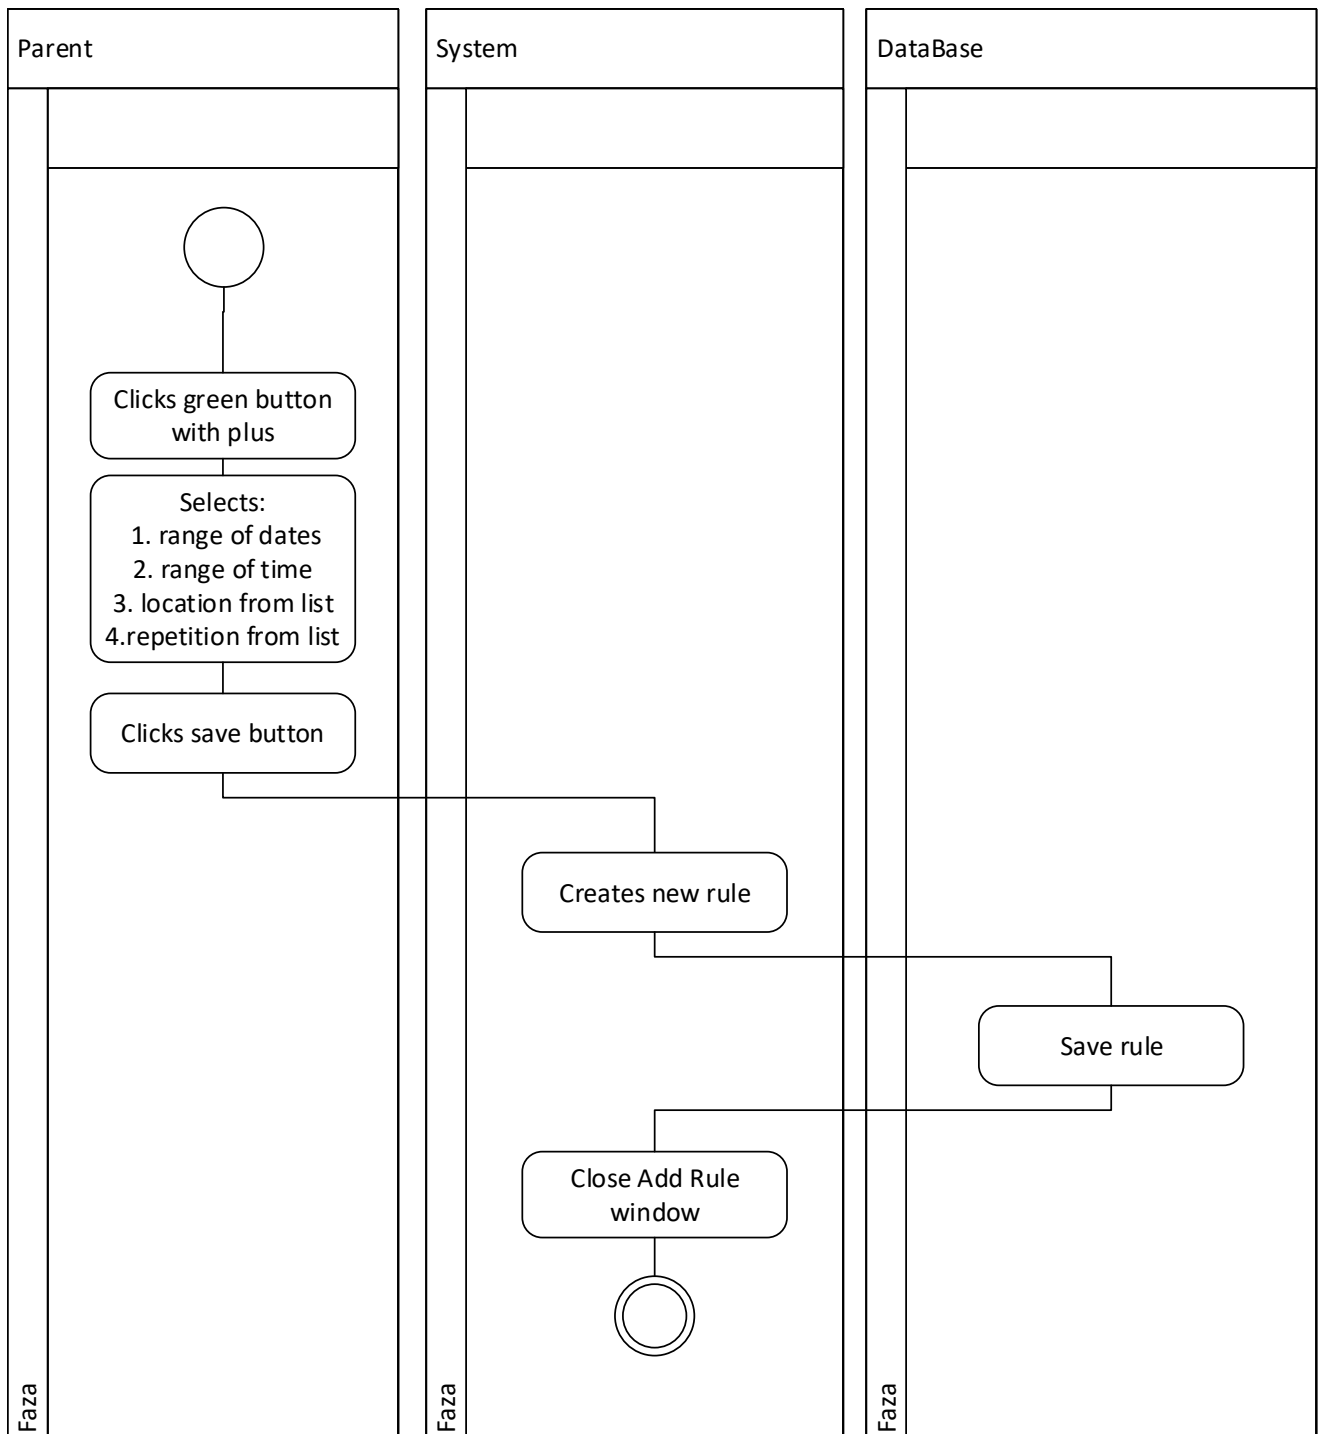 Parent
System
DataBase
Clicks green button
with plus
Selects:
1. range of dates
2. range of time
3. location from list
4.repetition from list
Clicks save button
Creates new rule
Save rule
Close Add Rule
window
Faza
Faza
Faza